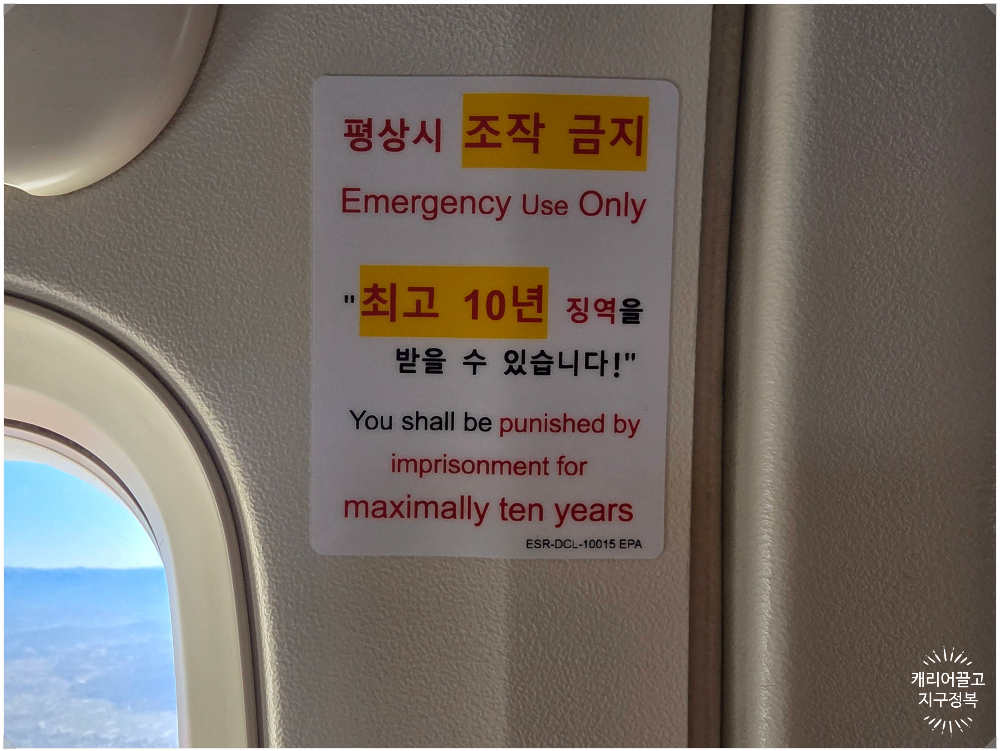 평상시 조작 금지
Emergency Use Only
"최고 10년 징역을
받을 수 있습니다!"
You shall be punished by
imprisonment for
maximally ten years
ESR-DCL-10015 EPA
캐리어끌고
지구정복